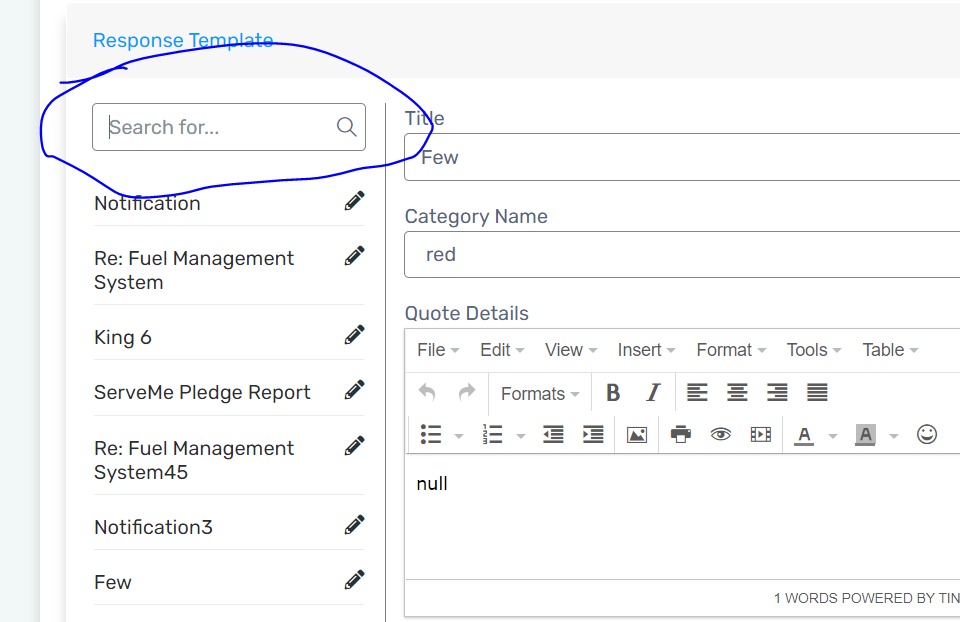 Response Template
Search for...
Notification
Re: Fuel Management
System
King 6
ServeMe Pledge Report
Re: Fuel Management
System45
Notification3
Few
Title
Few
Category Name
red
Quote Details
File Edit View Insert Format Tools Table
Formats B I
A A
null
1 WORDS POWERED BY TIN